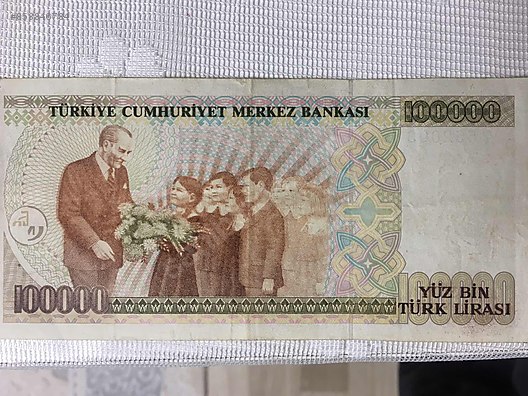 TÜRKİYE CUMHURİYET MERKEZ BANKASI
100000
100000
100000
YÜZ BİN
TÜRK LİRASI